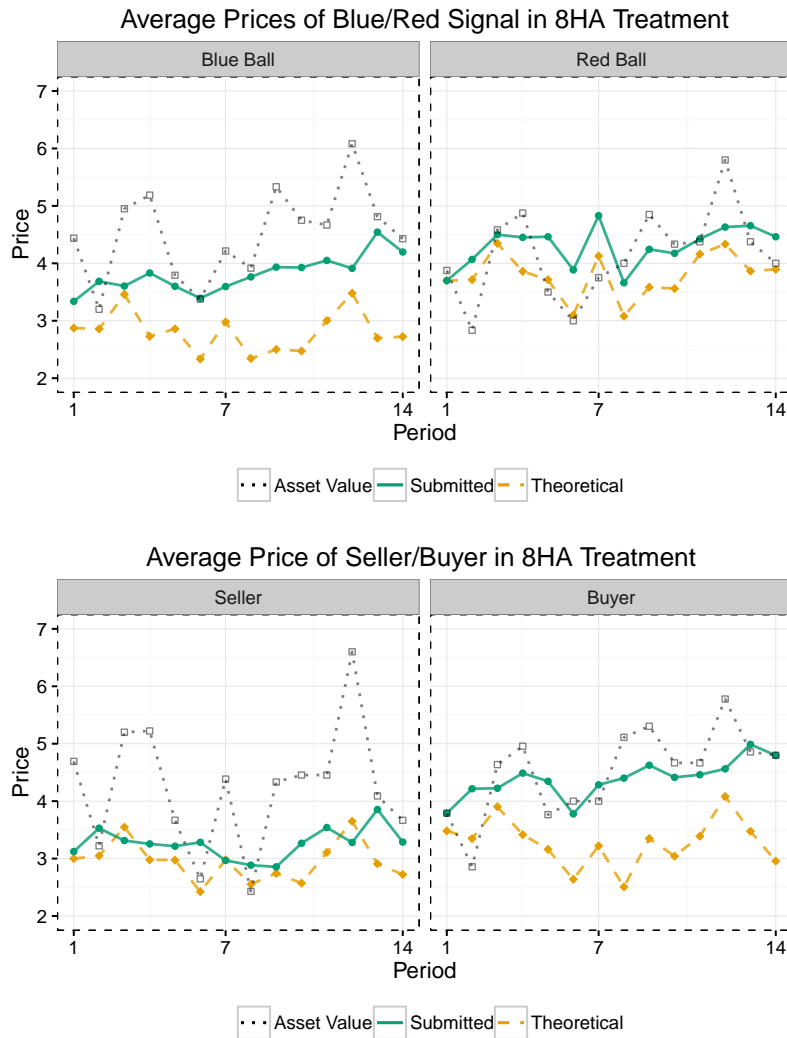 Average Prices of Blue/Red Signal in 8HA Treatment
Blue Ball
Red Ball
7
6
5
4
3
2
Price
1
7
14
1
7
14
Period
Asset Value
Submitted
Theoretical
Average Price of Seller/Buyer in 8HA Treatment
Seller
Buyer
7
6
5
4
3
2
Price
1
7
14
1
7
14
Period
Asset Value
Submitted
Theoretical